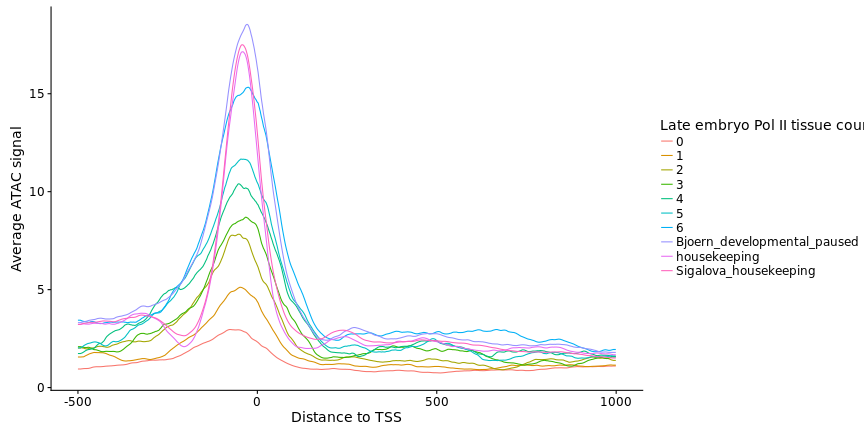 Average ATAC signal
15
10
5
0
-500
0
500
1000
Distance to TSS
Late embryo Pol II tissue coun
0
1
2
3
4
5
6
Bjoern_developmental_paused
housekeeping
Sigalova_housekeeping